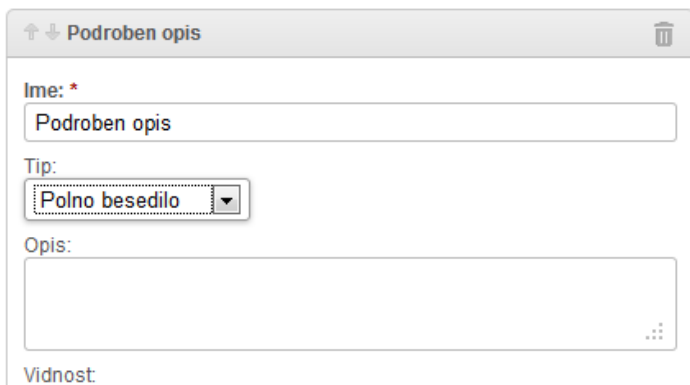 Podroben opis
Ime: *
Podroben opis
Tip:
Polno besedilo
Opis:
Vidnost: